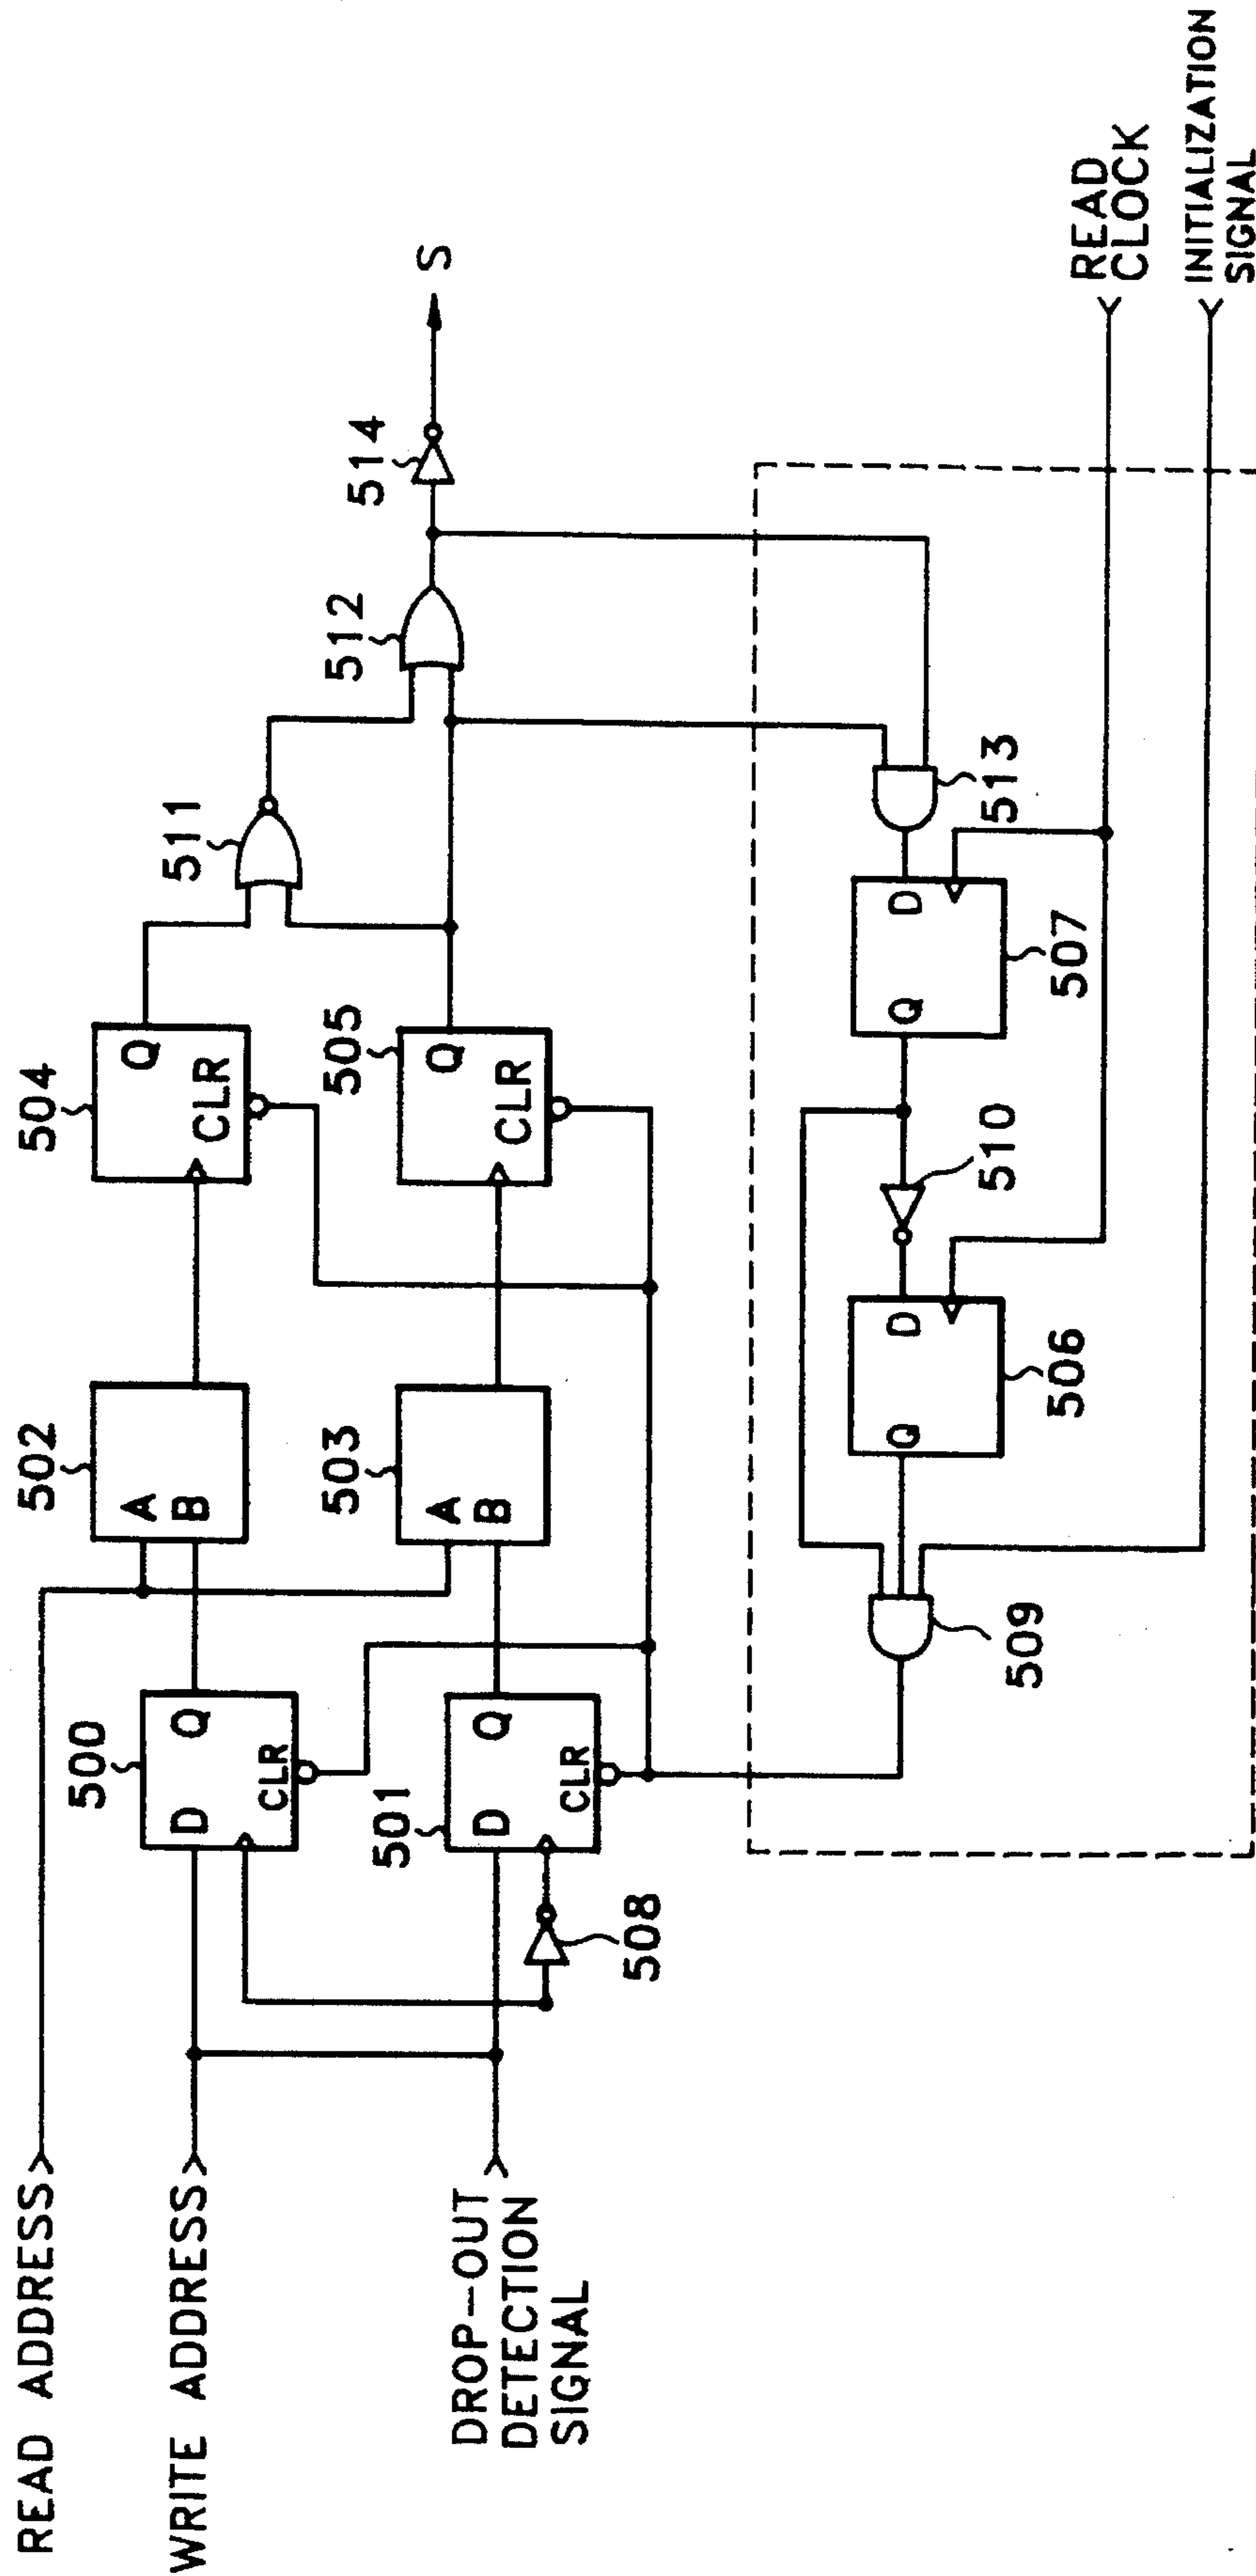 READ ADDRESS
WRITE ADDRESS
DROP-OUT
DETECTION
SIGNAL
500
D
Q
CLR
501
D
Q
CLR
508
502
A
B
503
A
B
504
Q
CLR
505
Q
CLR
511
512
514
S
509
506
Q
D
510
507
Q
D
513
READ
CLOCK
INITIALIZATION
SIGNAL